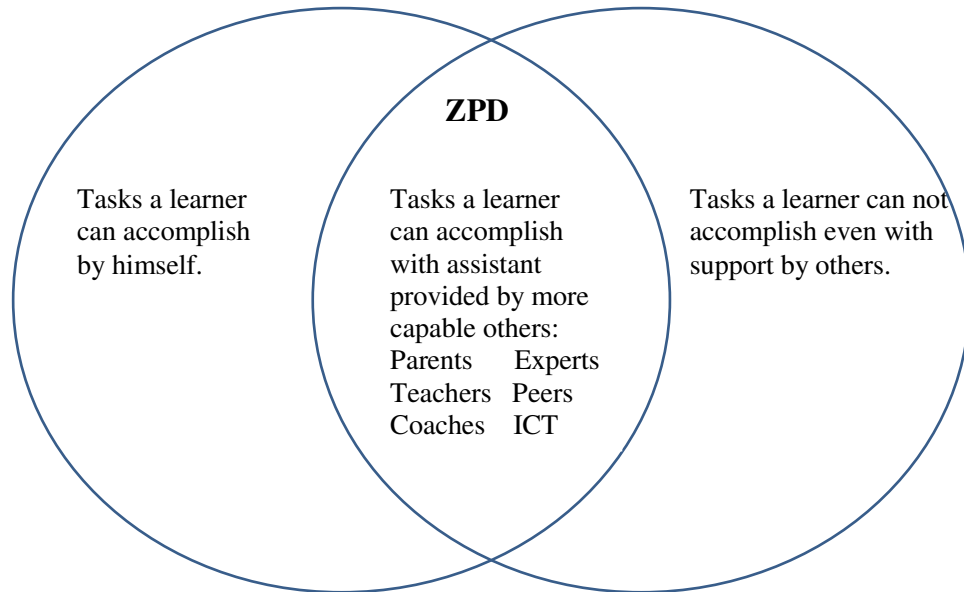 ZPD
Tasks a learner
can accomplish
by himself.
Tasks a learner
can accomplish
with assistant
provided by more
capable others:
Parents Experts
Teachers Peers
Coaches ICT
Tasks a learner can not
accomplish even with
support by others.